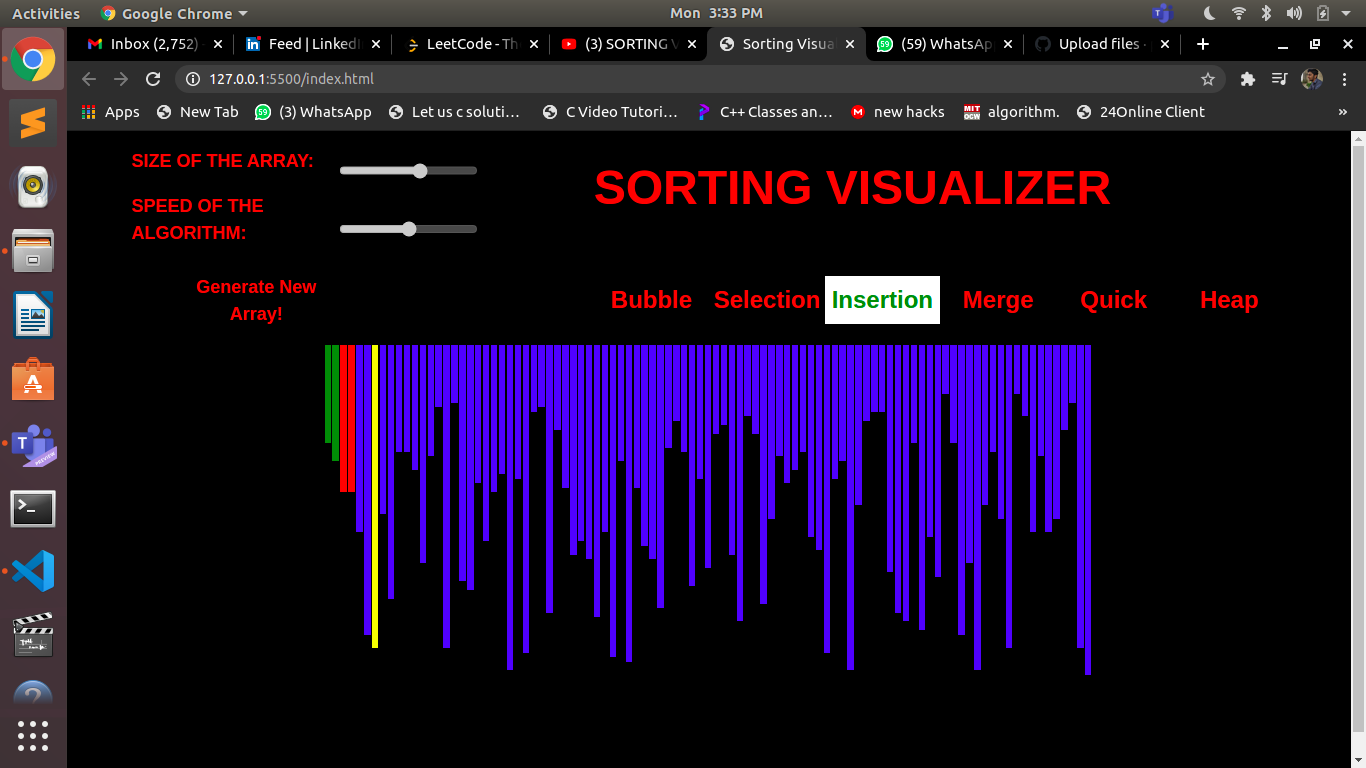 Activities
Google Chrome
Mon 3:33 PM
Inbox (2,752)
Feed | Linked
LeetCode - Th
(3) SORTING V
Sorting Visua
(59) WhatsAp
Upload files ·
127.0.0.1:5500/index.html
Apps
New Tab
(3) WhatsApp
Let us c soluti…
C Video Tutori…
C++ Classes an…
new hacks
algorithm.
24Online Client
»
SIZE OF THE ARRAY:
SORTING VISUALIZER
SPEED OF THE
ALGORITHM:
Generate New
Array!
Bubble
Selection
Insertion
Merge
Quick
Heap